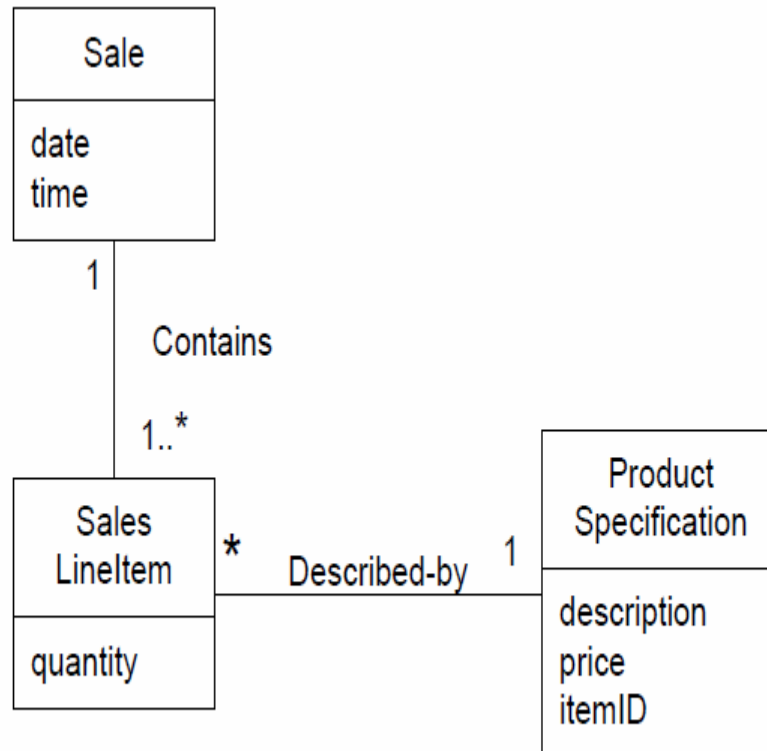 Sale
date
time
1
Contains
1..*
Sales
LineItem
quantity
*
Described-by
1
Product
Specification
description
price
itemID